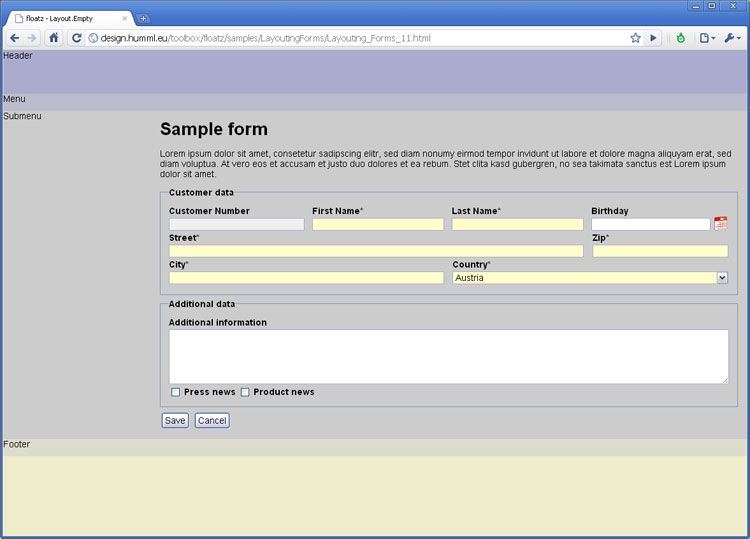 floatz - Layout.Empty
design.humml.eu/toolbox/floatz/samples/LayoutingForms/Layouting_Forms_11.html
Header
Menu
Submenu
Sample form
Lorem ipsum dolor sit amet, consetetur sadipscing elitr, sed diam nonumy eirmod tempor invidunt ut labore et dolore magna aliquyam erat, sed
diam voluptua. At vero eos et accusam et justo duo dolores et ea rebum. Stet clita kasd gubergren, no sea takimata sanctus est Lorem ipsum
dolor sit amet.
Customer data
Customer Number First Name* Last Name* Birthday
Street* Zip*
City* Country*
Austria
Additional data
Additional information
Press news Product news
Save Cancel
Footer